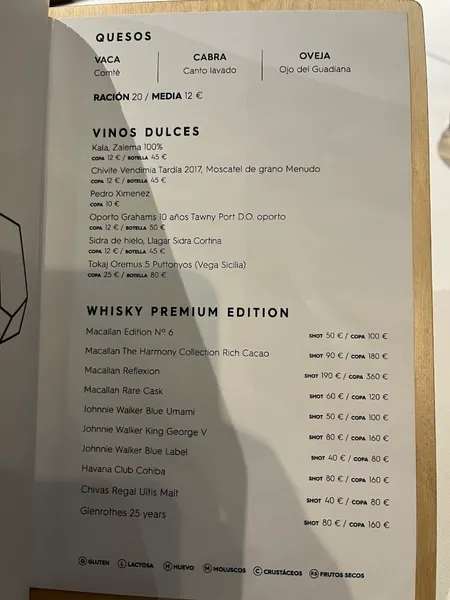 QUESOS
VACA CABRA OVEJA
Comtè Canto lavado Ojo del Guadiana
RACIÓN 20 / MEDIA 12 €
VINOS DULCES
Kala, Zalema 100%
COPA 12 € / BOTELLA 45 €
Chivite Vendimia Tardía 2017, Moscatel de grano Menudo
COPA 12 € / BOTELLA 45 €
Pedro Ximenez
COPA 10 €
Oporto Grahams 10 años Tawny Port D.O. oporto
COPA 12 € / BOTELLA 50 €
Sidra de hielo, Llagar Sidra Cortina
COPA 12 € / BOTELLA 45 €
Tokaj Oremus 5 Puttonyos (Vega Sicilia)
COPA 25 € / BOTELLA 80 €
WHISKY PREMIUM EDITION
Macallan Edition Nº 6 SHOT 50 € / COPA 100 €
Macallan The Harmony Collection Rich Cacao SHOT 90 € / COPA 180 €
Macallan Reflexion SHOT 190 € / COPA 360 €
Macallan Rare Cask SHOT 60 € / COPA 120 €
Johnnie Walker Blue Umami SHOT 50 € / COPA 100 €
Johnnie Walker King George V SHOT 80 € / COPA 160 €
Johnnie Walker Blue Label SHOT 40 € / COPA 80 €
Havana Club Cohiba SHOT 80 € / COPA 160 €
Chivas Regal Ultis Malt SHOT 40 € / COPA 80 €
Glenrothes 25 years SHOT 80 € / COPA 160 €
G GLUTEN L LACTOSA H HUEVO M MOLUSCOS C CRUSTÁCEOS FS FRUTOS SECOS